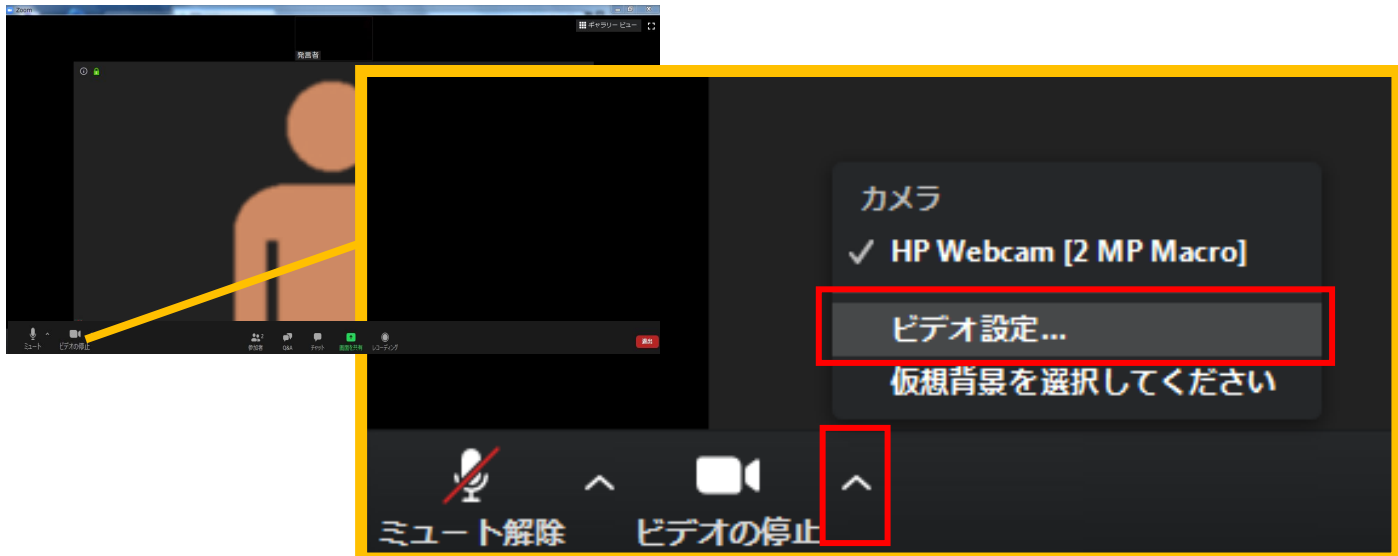 Zoom
ギャラリー ビュー
発言者
ミュート
ビデオの停止
2
参加者
Q&A
チャット
画面を共有
レコーディング
退出
カメラ
✓ HP Webcam [2 MP Macro]
ビデオ設定...
仮想背景を選択してください
ミュート解除
ビデオの停止